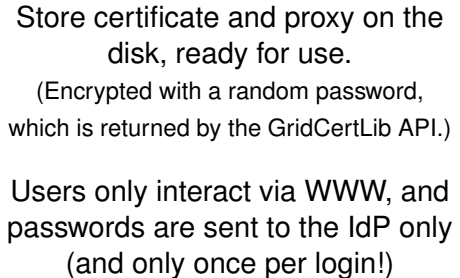 Store certificate and proxy on the
disk, ready for use.
(Encrypted with a random password,
which is returned by the GridCertLib API.)
Users only interact via WWW, and
passwords are sent to the IdP only
(and only once per login!)